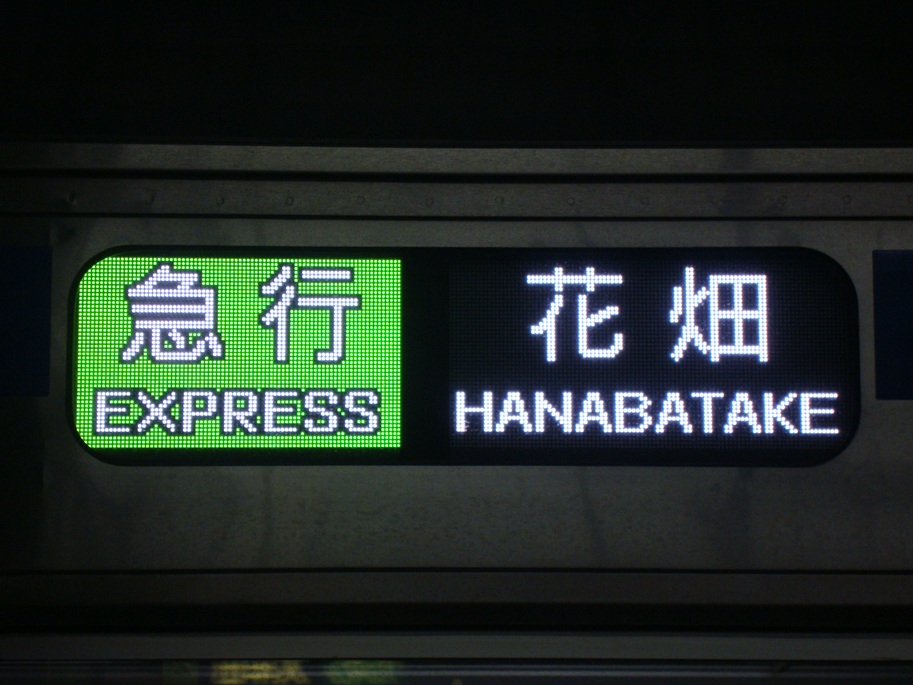 急行
EXPRESS
花畑
HANABATAKE